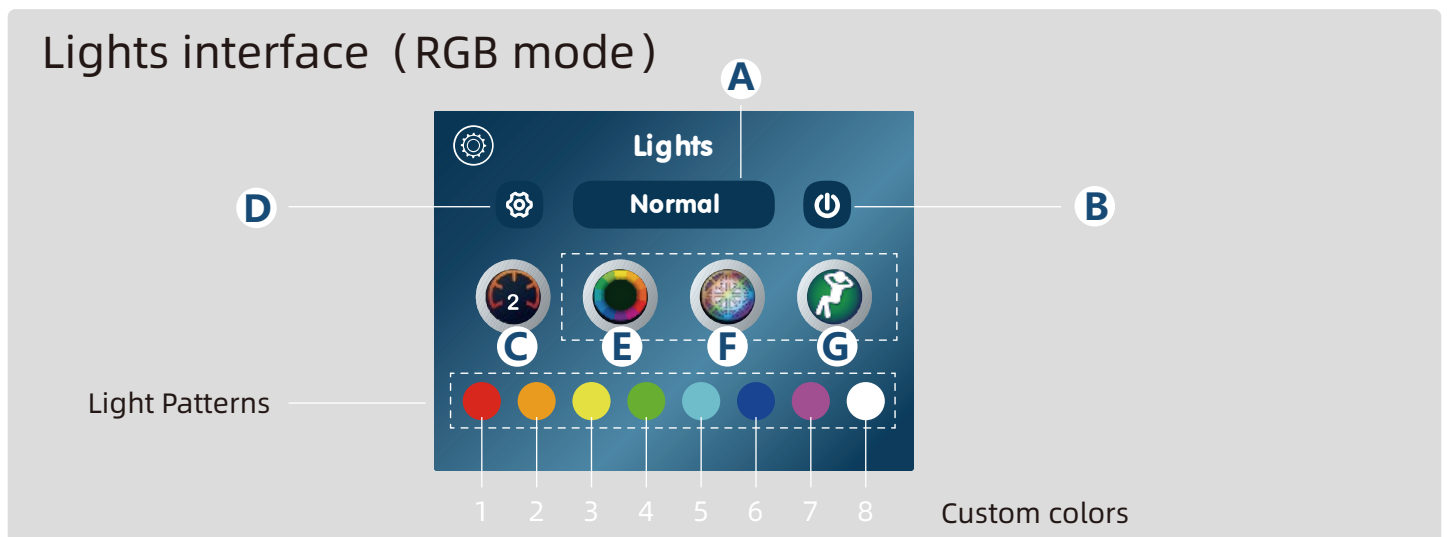 Lights interface (RGB mode)
A
Lights
D
Normal
B
2
C
E
F
G
Light Patterns
1 2 3 4 5 6 7 8
Custom colors